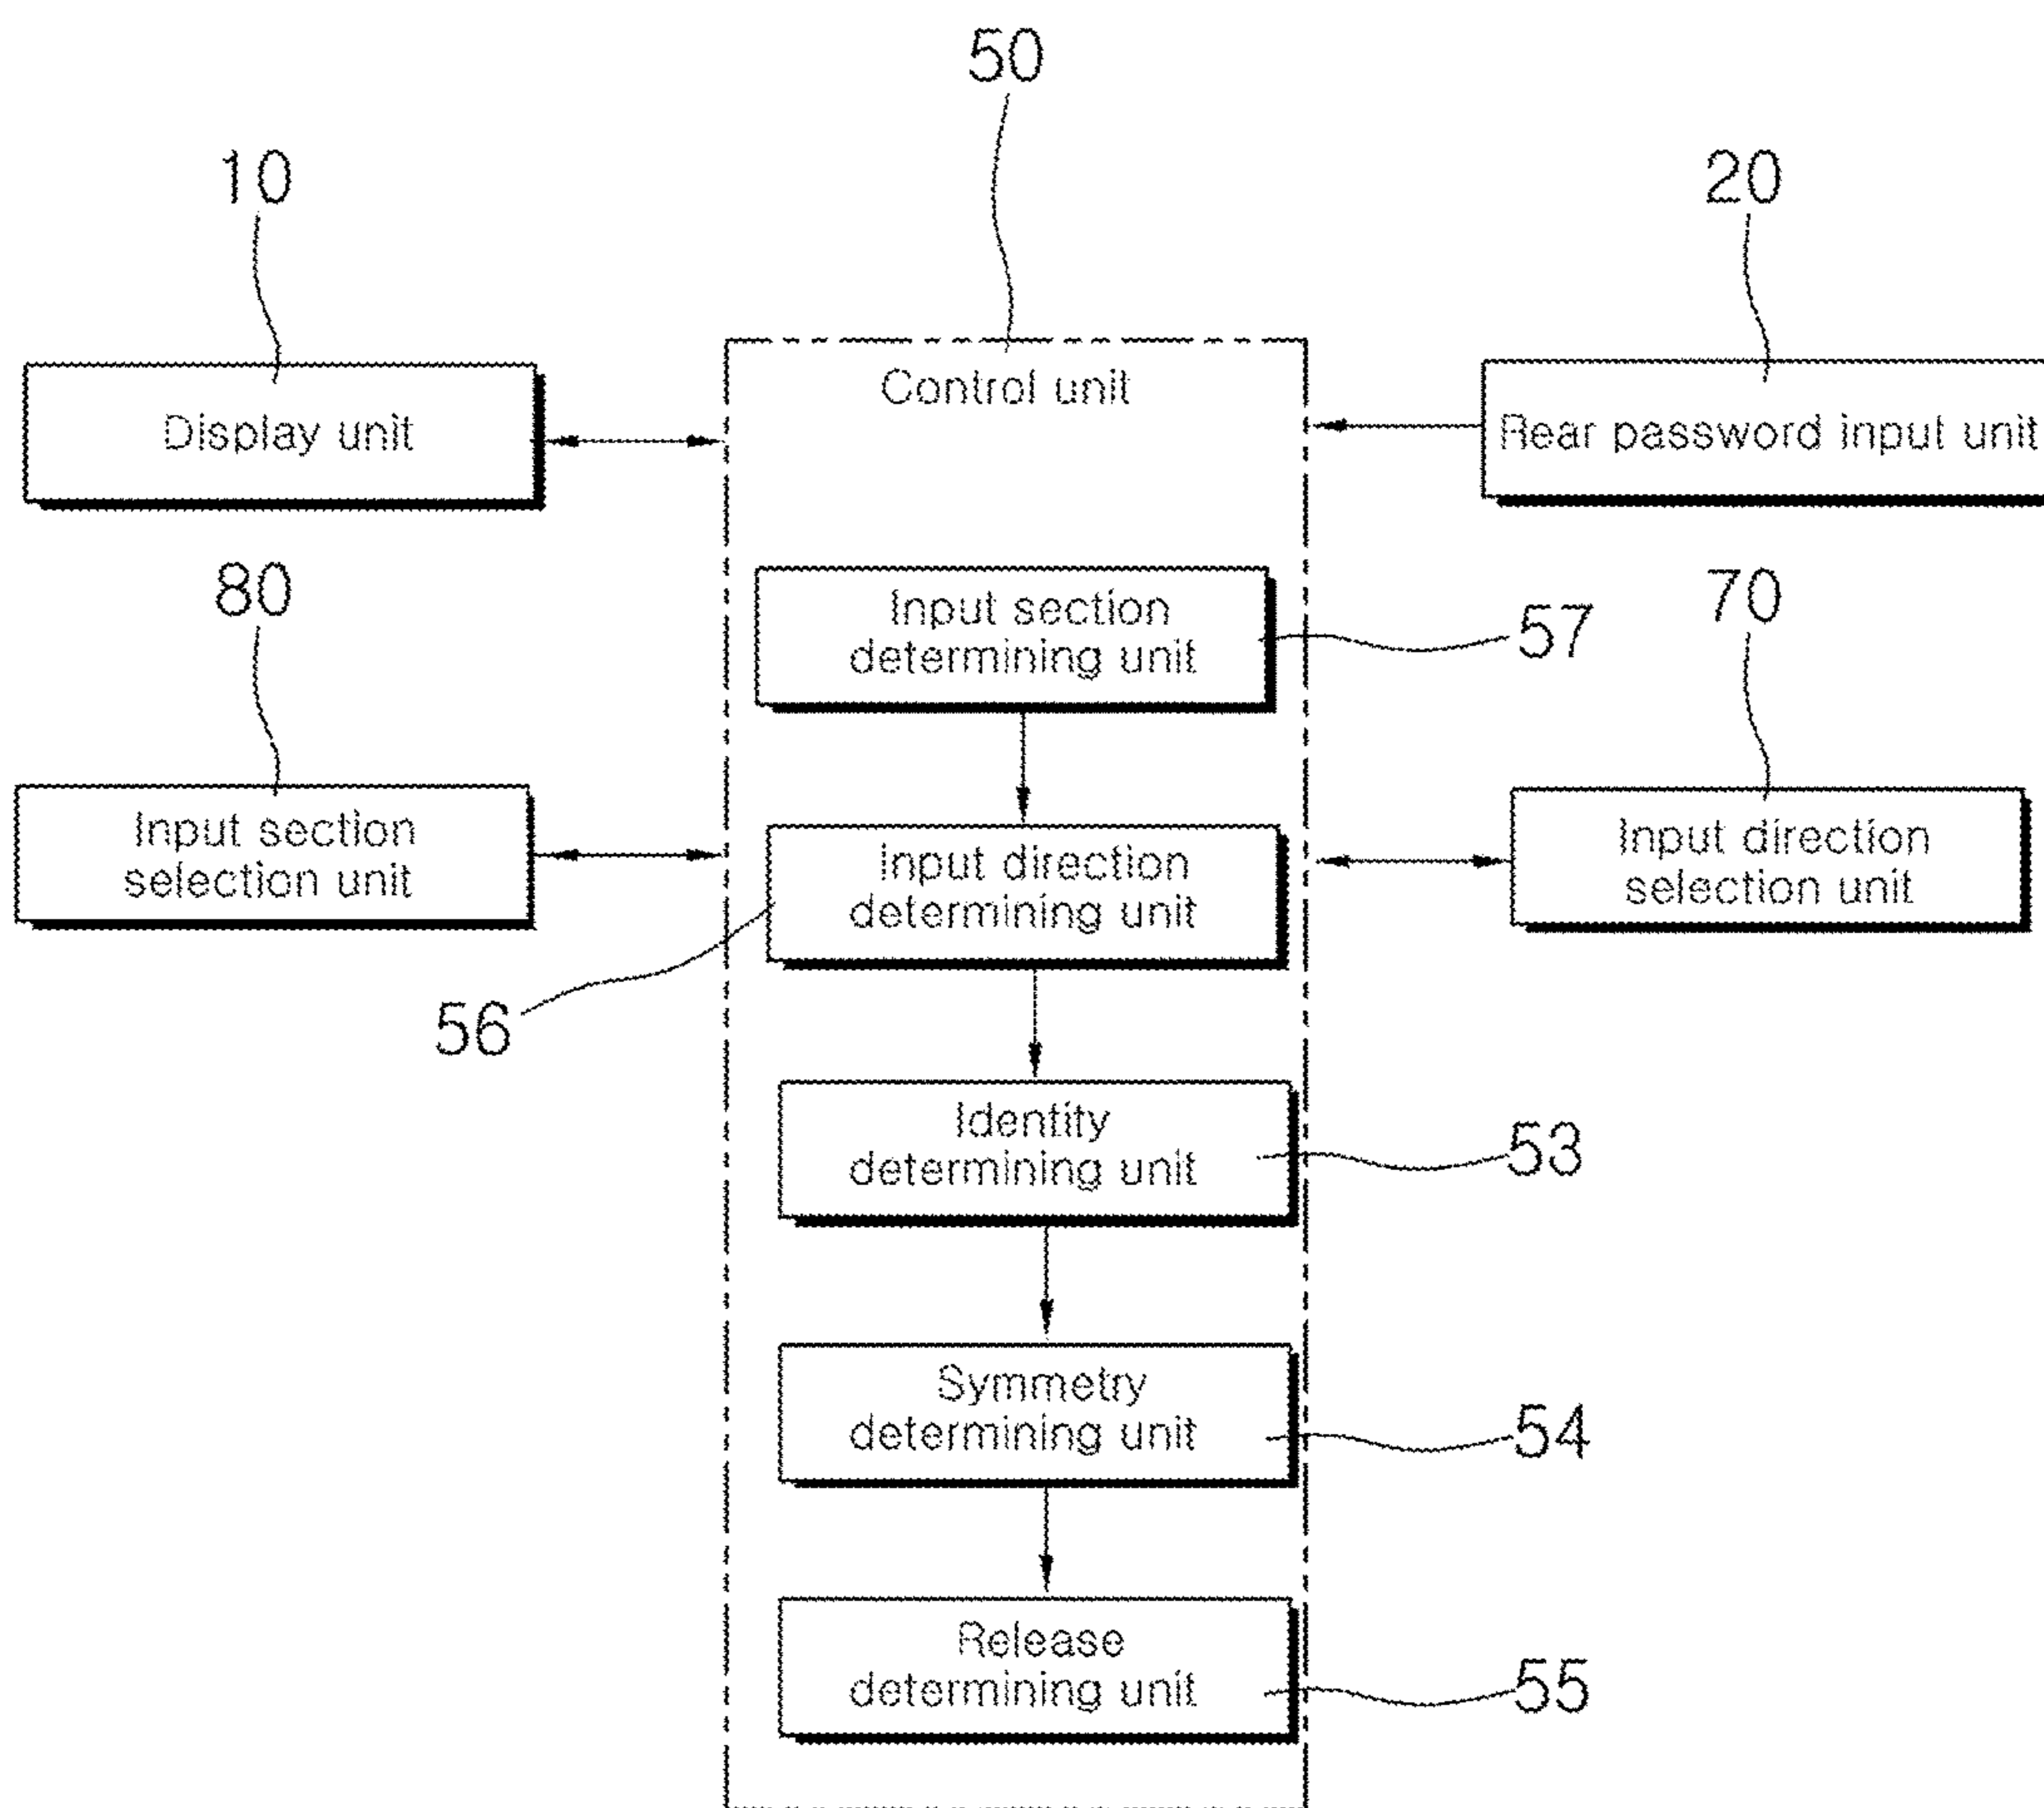 50
10
20
Control unit
Display unit
Rear password input unit
80
70
Input section
determining unit
57
Input section
selection unit
Input direction
determining unit
Input direction
selection unit
56
Identity
determining unit
53
Symmetry
determining unit
54
Release
determining unit
55